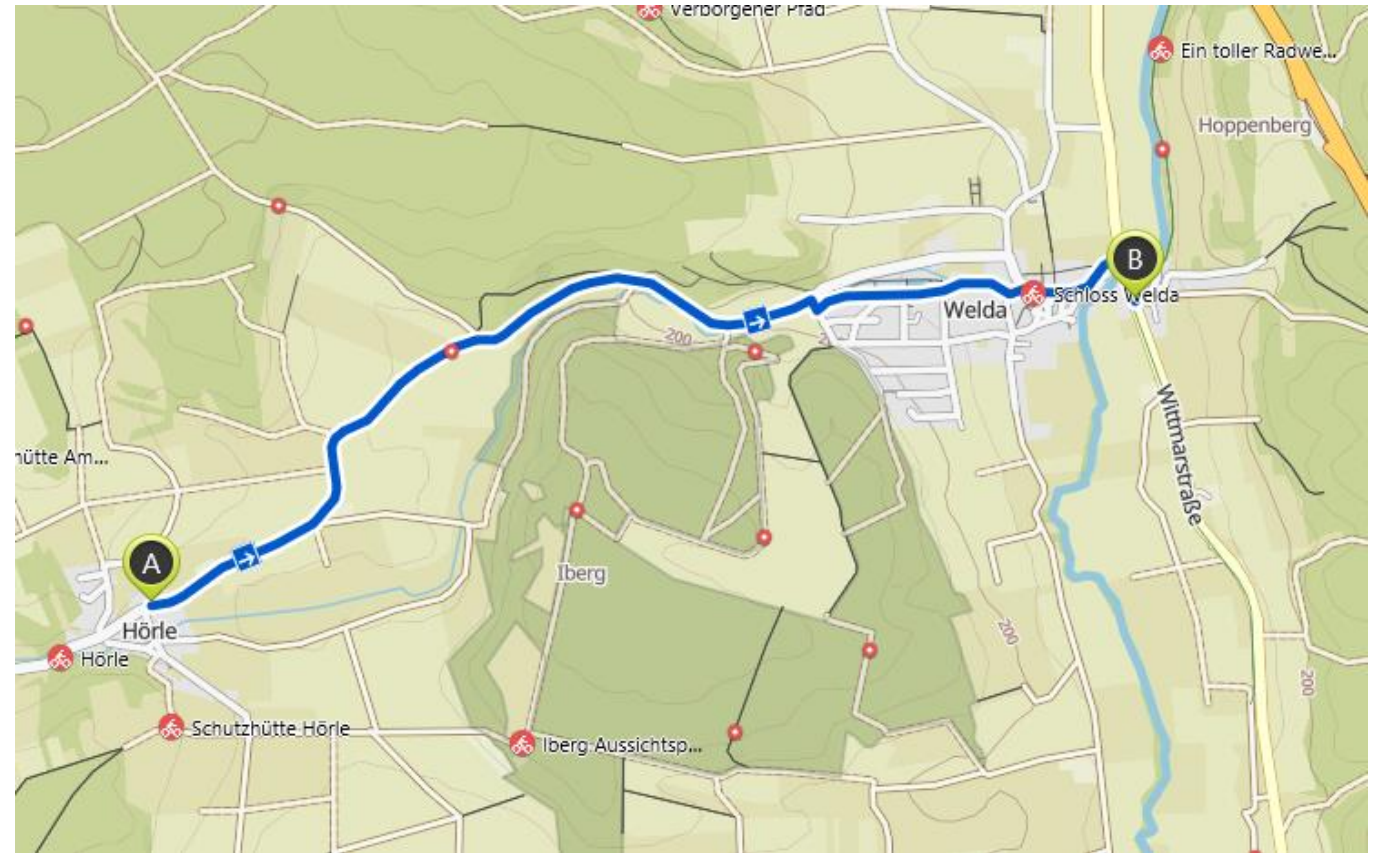 Verborgener Pfad
Ein toller Radwe...
Hoppenberg
B
Schloss Welda
Welda
200
Wittmarstraße
hütte Am...
A
Iberg
Hörle
Hörle
200
200
Schutzhütte Hörle
Iberg Aussichtsp...